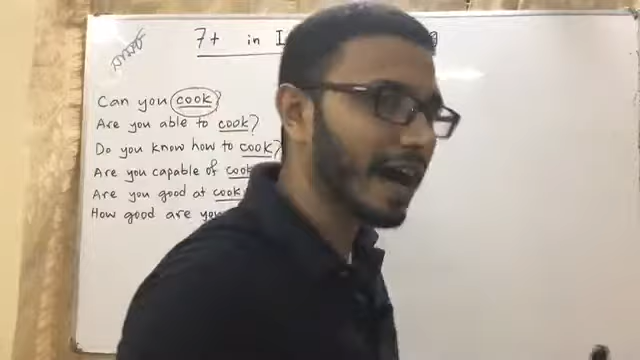 7+ in
Can you cook?
Are you able to cook?
Do you know how to cook?
Are you capable of cook
Are you good at cook
How good are you